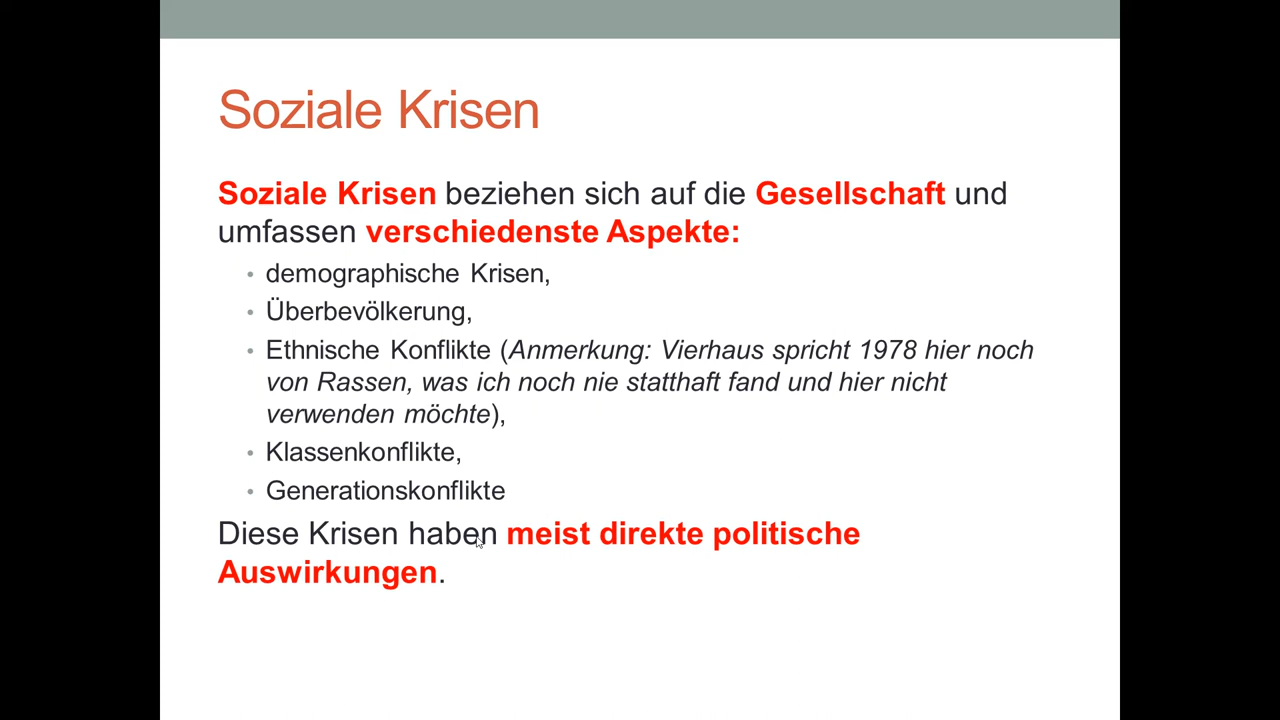 Soziale Krisen
Soziale Krisen beziehen sich auf die Gesellschaft und
umfassen verschiedenste Aspekte:
• demographische Krisen,
• Überbevölkerung,
• Ethnische Konflikte (Anmerkung: Vierhaus spricht 1978 hier noch
von Rassen, was ich noch nie statthaft fand und hier nicht
verwenden möchte),
• Klassenkonflikte,
• Generationskonflikte
Diese Krisen haben meist direkte politische
Auswirkungen.